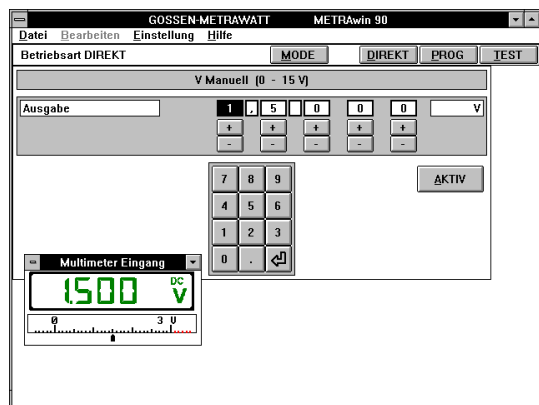 GOSSEN-METRAWATT METRAwin 90
Datei Bearbeiten Einstellung Hilfe
Betriebsart DIREKT MODE DIREKT PROG TEST
V Manuell (0 - 15 V)
Ausgabe 1 , 5 0 0 0 V
+ + + + +
- - - - -
7 8 9
AKTIV
4 5 6
1 2 3
0 .
Multimeter Eingang
1.500 DC V
0 3 V